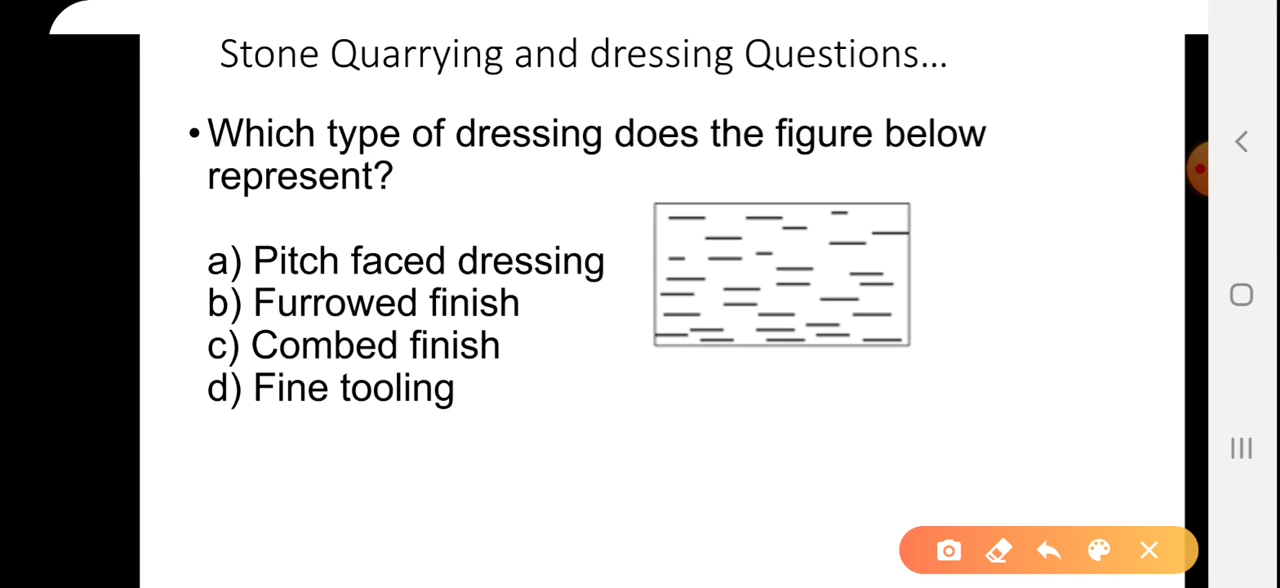 Stone Quarrying and dressing Questions...
• Which type of dressing does the figure below
represent?
a) Pitch faced dressing
b) Furrowed finish
c) Combed finish
d) Fine tooling